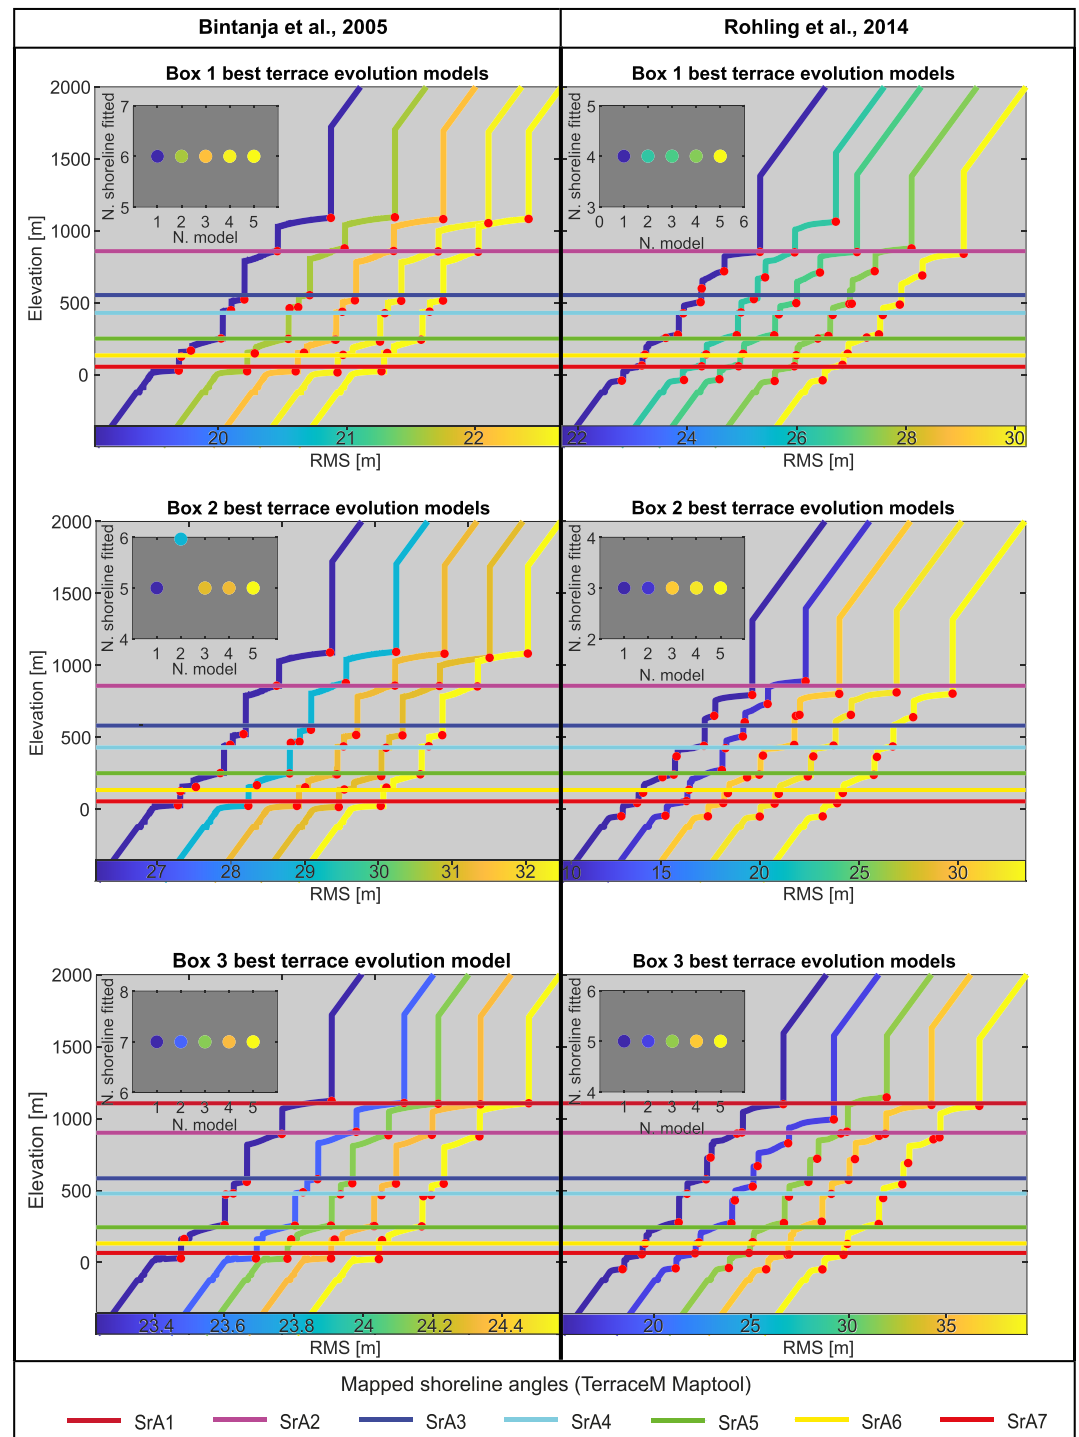 Bintanja et al., 2005
Rohling et al., 2014
Box 1 best terrace evolution models
Elevation [m]
2000
1500
1000
500
0
N. shoreline fitted
7
6
5
1 2 3 4 5
N. model
20 21 22
RMS [m]
Box 1 best terrace evolution models
N. shoreline fitted
5
4
3
0 1 2 3 4 5 6
N. model
22 24 26 28 30
RMS [m]
Box 2 best terrace evolution models
Elevation [m]
2000
1500
1000
500
0
N. shoreline fitted
6
5
4
1 2 3 4 5
N. model
27 28 29 30 31 32
RMS [m]
Box 2 best terrace evolution models
N. shoreline fitted
4
3
2
1 2 3 4 5
N. model
10 15 20 25 30
RMS [m]
Box 3 best terrace evolution model
Elevation [m]
2000
1500
1000
500
0
N. shoreline fitted
8
7
6
1 2 3 4 5
N. model
23.4 23.6 23.8 24 24.2 24.4
RMS [m]
Box 3 best terrace evolution models
N. shoreline fitted
6
5
4
1 2 3 4 5
N. model
20 25 30 35
RMS [m]
Mapped shoreline angles (TerraceM Maptool)
SrA1 SrA2 SrA3 SrA4 SrA5 SrA6 SrA7